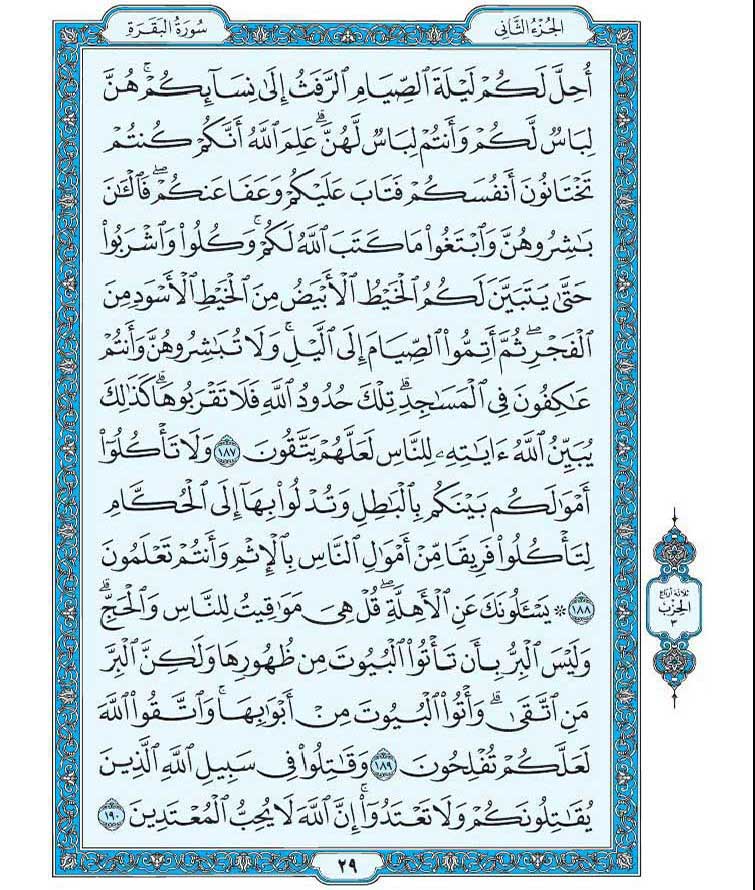 الجُزْءُ الثَّانِي
سُورَةُ البَقَرَةِ
أُحِلَّ لَكُمۡ لَيۡلَةَ ٱلصِّيَامِ ٱلرَّفَثُ إِلَىٰ نِسَآئِكُمۡۚ هُنَّ
لِبَاسٞ لَّكُمۡ وَأَنتُمۡ لِبَاسٞ لَّهُنَّۗ عَلِمَ ٱللَّهُ أَنَّكُمۡ كُنتُمۡ
تَخۡتَانُونَ أَنفُسَكُمۡ فَتَابَ عَلَيۡكُمۡ وَعَفَا عَنكُمۡۖ فَٱلۡـَٰٔنَ
بَٰشِرُوهُنَّ وَٱبۡتَغُواْ مَا كَتَبَ ٱللَّهُ لَكُمۡۚ وَكُلُواْ وَٱشۡرَبُواْ
حَتَّىٰ يَتَبَيَّنَ لَكُمُ ٱلۡخَيۡطُ ٱلۡأَبۡيَضُ مِنَ ٱلۡخَيۡطِ ٱلۡأَسۡوَدِ مِنَ
ٱلۡفَجۡرِۖ ثُمَّ أَتِمُّواْ ٱلصِّيَامَ إِلَى ٱلَّيۡلِۚ وَلَا تُبَٰشِرُوهُنَّ وَأَنتُمۡ
عَٰكِفُونَ فِي ٱلۡمَسَٰجِدِۗ تِلۡكَ حُدُودُ ٱللَّهِ فَلَا تَقۡرَبُوهَاۗ كَذَٰلِكَ
يُبَيِّنُ ٱللَّهُ ءَايَٰتِهِۦ لِلنَّاسِ لَعَلَّهُمۡ يَتَّقُونَ ١٨٧ وَلَا تَأۡكُلُوٓاْ
أَمۡوَٰلَكُم بَيۡنَكُم بِٱلۡبَٰطِلِ وَتُدۡلُواْ بِهَآ إِلَى ٱلۡحُكَّامِ
لِتَأۡكُلُواْ فَرِيقٗا مِّنۡ أَمۡوَٰلِ ٱلنَّاسِ بِٱلۡإِثۡمِ وَأَنتُمۡ تَعۡلَمُونَ
١٨٨ * يَسۡـَٔلُونَكَ عَنِ ٱلۡأَهِلَّةِۖ قُلۡ هِيَ مَوَٰقِيتُ لِلنَّاسِ وَٱلۡحَجِّۗ
وَلَيۡسَ ٱلۡبِرُّ بِأَن تَأۡتُواْ ٱلۡبُيُوتَ مِن ظُهُورِهَا وَلَٰكِنَّ ٱلۡبِرَّ
مَنِ ٱتَّقَىٰۗ وَأۡتُواْ ٱلۡبُيُوتَ مِنۡ أَبۡوَٰبِهَاۚ وَٱتَّقُواْ ٱللَّهَ
لَعَلَّكُمۡ تُفۡلِحُونَ ١٨٩ وَقَٰتِلُواْ فِي سَبِيلِ ٱللَّهِ ٱلَّذِينَ
يُقَٰتِلُونَكُمۡ وَلَا تَعۡتَدُوٓاْۚ إِنَّ ٱللَّهَ لَا يُحِبُّ ٱلۡمُعۡتَدِينَ ١٩٠
ثلاثة أرباع
الحزب
٣
٢٩